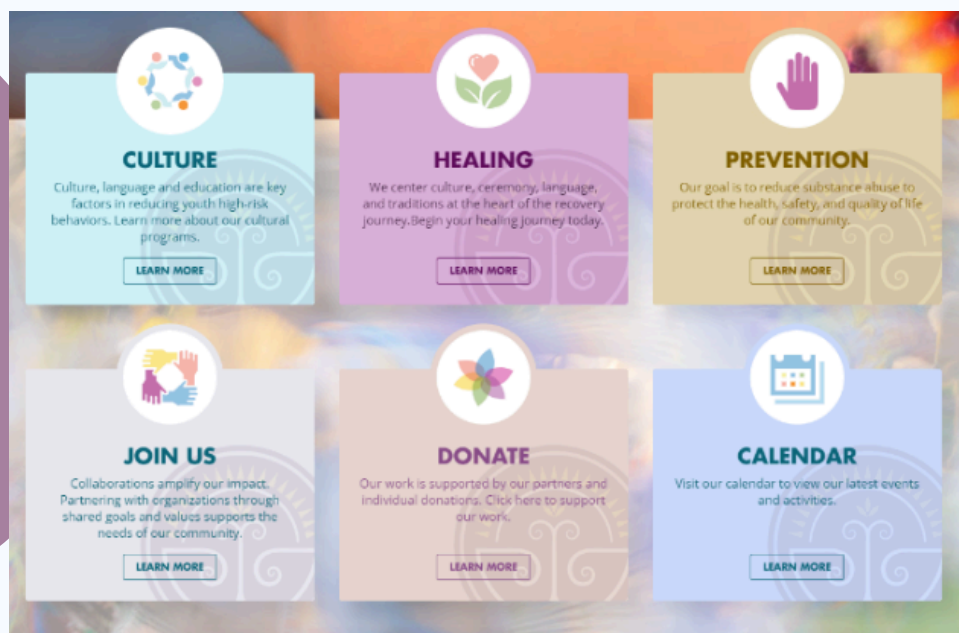 CULTURE
Culture, language and education are key
factors in reducing youth high-risk
behaviors. Learn more about our cultural
programs.
LEARN MORE
HEALING
We center culture, ceremony, language,
and traditions at the heart of the recovery
journey.Begin your healing journey today.
LEARN MORE
PREVENTION
Our goal is to reduce substance abuse to
protect the health, safety, and quality of life
of our community.
LEARN MORE
JOIN US
Collaborations amplify our impact.
Partnering with organizations through
shared goals and values supports the
needs of our community.
LEARN MORE
DONATE
Our work is supported by our partners and
individual donations. Click here to support
our work.
LEARN MORE
CALENDAR
Visit our calendar to view our latest events
and activities.
LEARN MORE